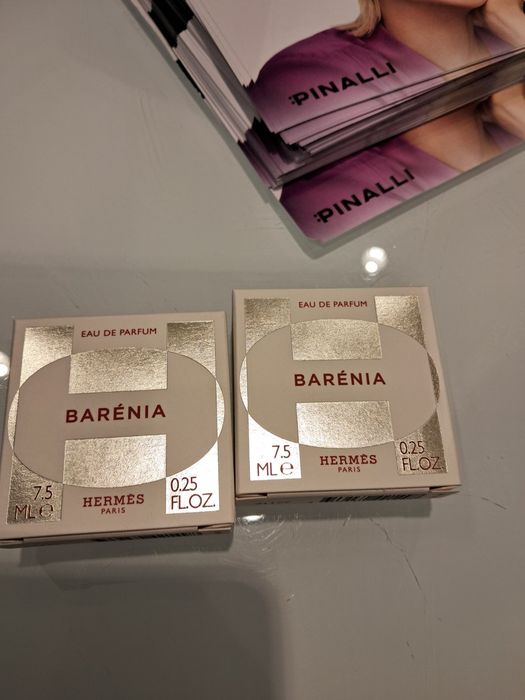 :PINALLI
:PINALLI
EAU DE PARFUM
BARÉNIA
7.5
ML e
HERMÈS
PARIS
0.25
FL.OZ.
EAU DE PARFUM
BARÉNIA
7.5
ML e
HERMÈS
PARIS
0.25
FL.OZ.